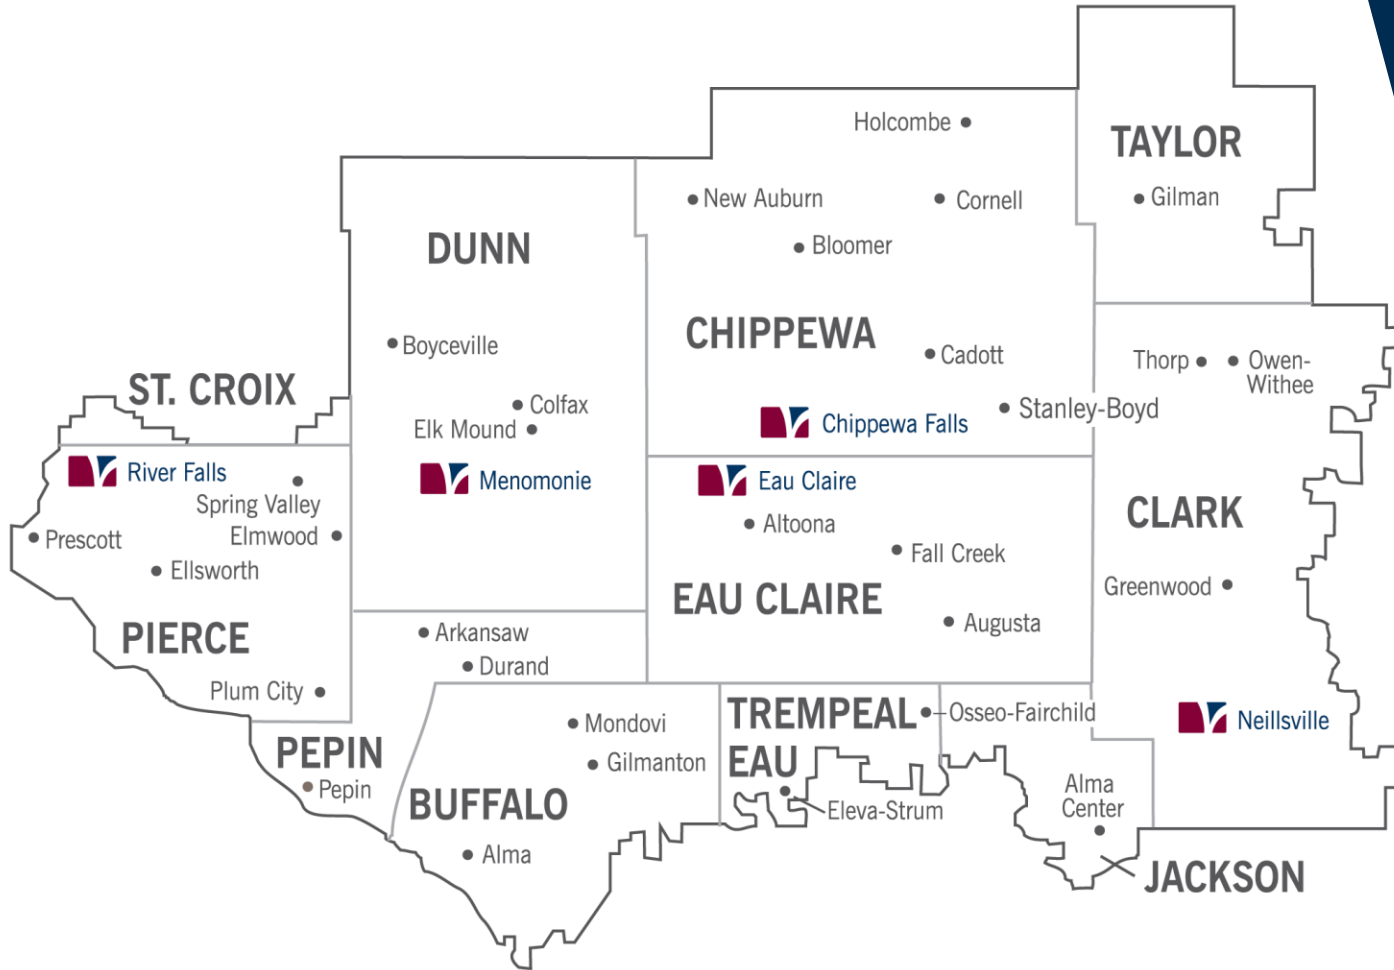 Holcombe
TAYLOR
New Auburn
Cornell
Gilman
DUNN
Bloomer
CHIPPEWA
Boyceville
Cadott
Thorp
Owen-
Withee
ST. CROIX
Colfax
Stanley-Boyd
Elk Mound
Chippewa Falls
River Falls
Menomonie
Eau Claire
Spring Valley
CLARK
Altoona
Elmwood
Prescott
Fall Creek
Ellsworth
Greenwood
EAU CLAIRE
Augusta
Arkansaw
PIERCE
Durand
Plum City
TREMPEAL
EAU
Osseo-Fairchild
Neillsville
Mondovi
PEPIN
Gilmanton
Pepin
Alma
Center
BUFFALO
Eleva-Strum
Alma
JACKSON